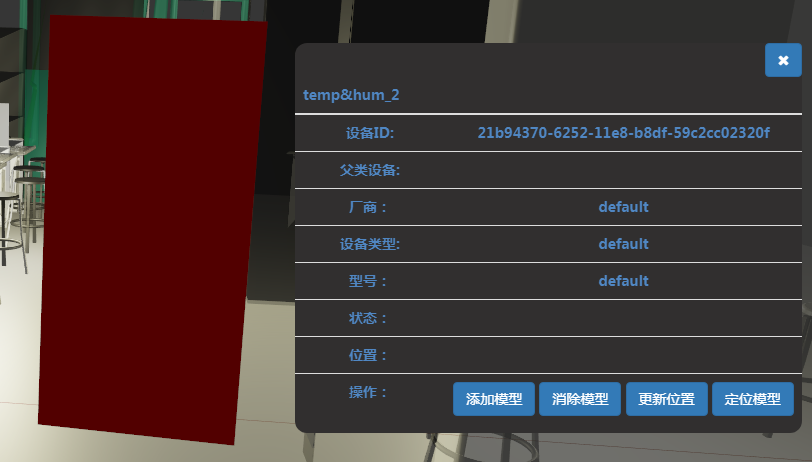 ✖
temp&hum_2
设备ID: 21b94370-6252-11e8-b8df-59c2cc02320f
父类设备:
厂商： default
设备类型: default
型号： default
状态：
位置：
操作： 添加模型 消除模型 更新位置 定位模型